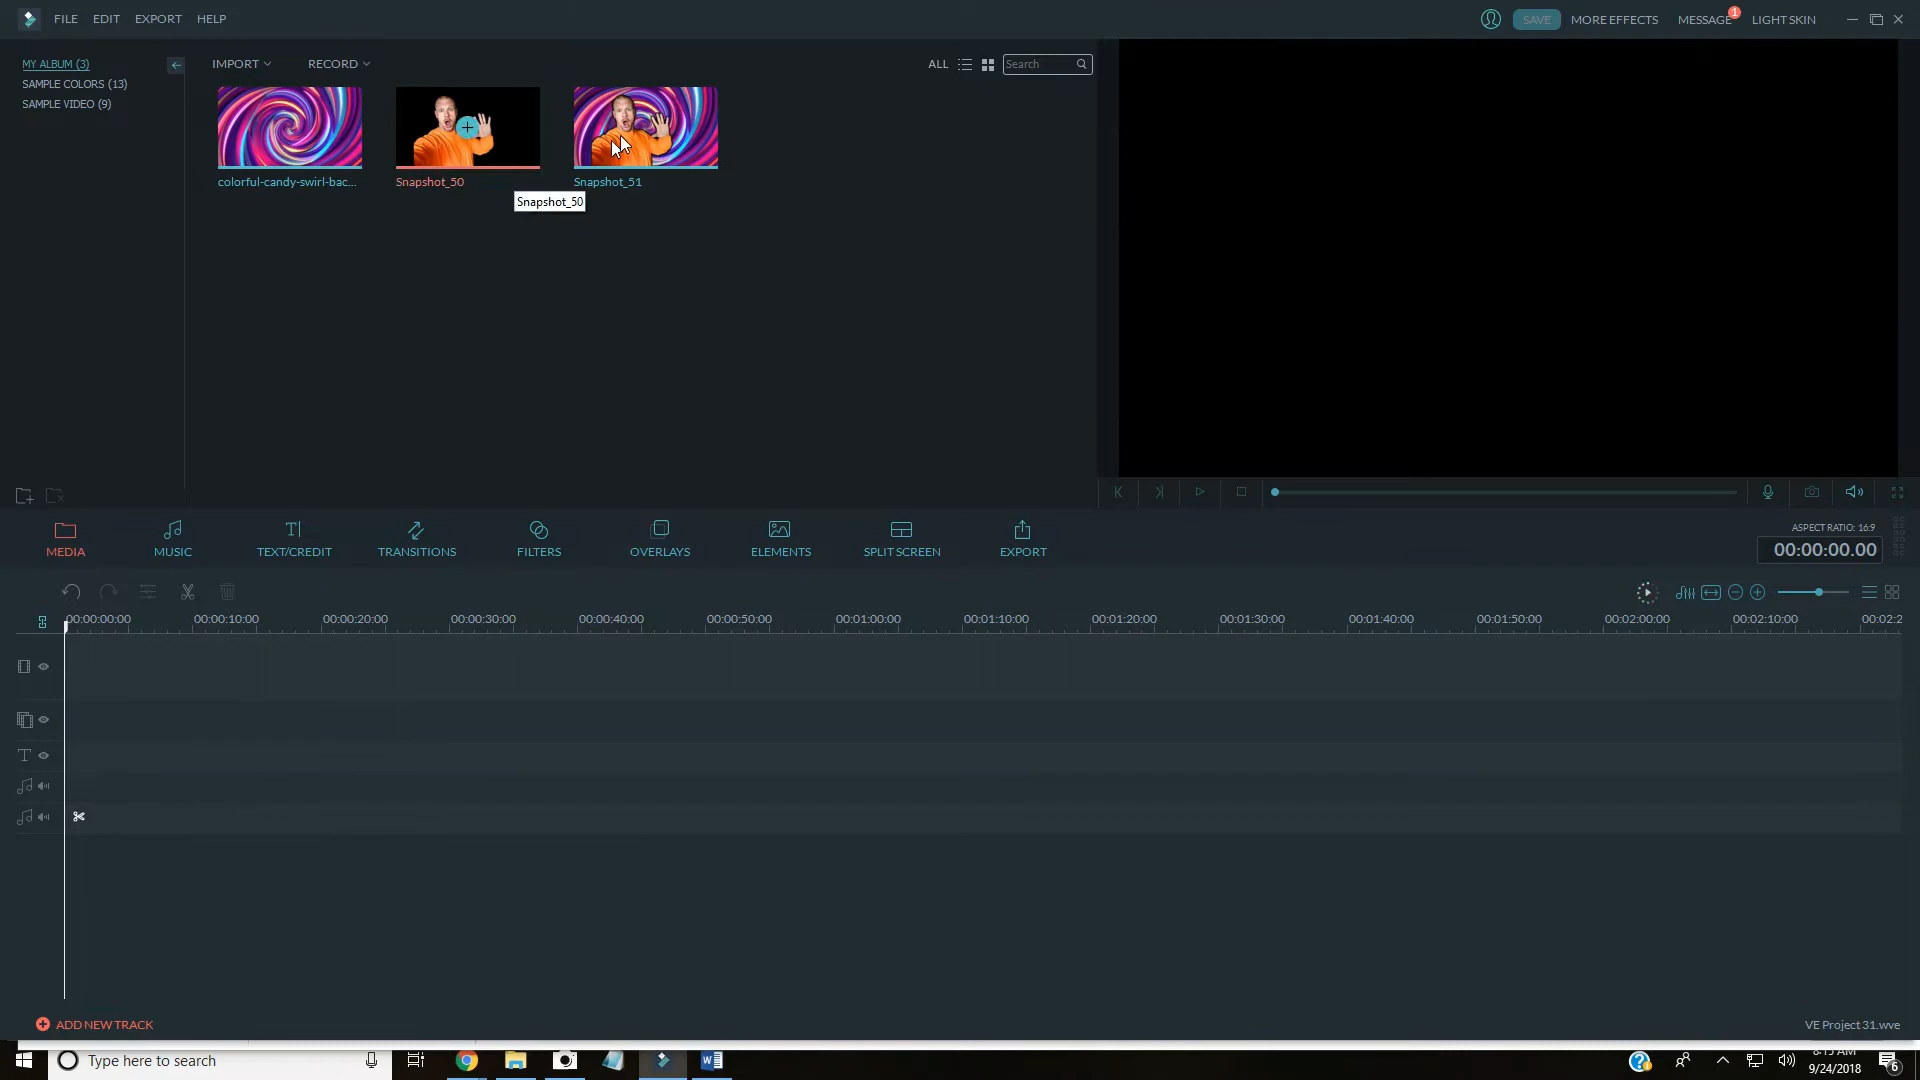 FILE EDIT EXPORT HELP SAVE MORE EFFECTS MESSAGE 1 LIGHT SKIN
MY ALBUM (3) IMPORT RECORD ALL Search
SAMPLE COLORS (13)
SAMPLE VIDEO (9)
colorful-candy-swirl-bac... Snapshot_50 Snapshot_51
Snapshot_50
ASPECT RATIO: 16:9
MEDIA MUSIC TEXT/CREDIT TRANSITIONS FILTERS OVERLAYS ELEMENTS SPLIT SCREEN EXPORT 00:00:00.00
00:00:00:00 00:00:10:00 00:00:20:00 00:00:30:00 00:00:40:00 00:00:50:00 00:01:00:00 00:01:10:00 00:01:20:00 00:01:30:00 00:01:40:00 00:01:50:00 00:02:00:00 00:02:10:00 00:02:2
ADD NEW TRACK VE Project 31.wve
Type here to search 8:15 AM
9/24/2018 6